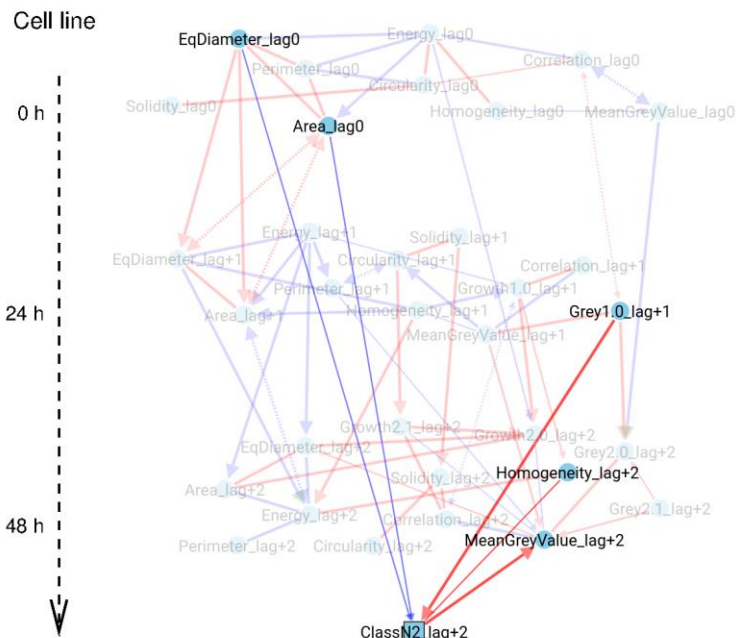 Cell line
EqDiameter_lag0
Energy_lag0
Perimeter_lag0
Correlation_lag0
Circularity_lag0
Solidity_lag0
Homogeneity_lag0
MeanGreyValue_lag0
0 h
Area_lag0
Energy_lag+1
Solidity_lag+1
EqDiameter_lag+1
Circularity_lag+1
Correlation_lag+1
Perimeter_lag+1
Growth1.0_lag+1
24 h
Area_lag+1
Homogeneity_lag+1
Grey1.0_lag+1
MeanGreyValue_lag+1
Growth2.1_lag+2
Growth2.0_lag+2
EqDiameter_lag+2
Grey2.0_lag+2
Homogeneity_lag+2
Solidity_lag+2
Area_lag+2
Grey2.1_lag+2
Energy_lag+2
Correlation_lag+2
48 h
MeanGreyValue_lag+2
Perimeter_lag+2
Circularity_lag+2
ClassN2_lag+2